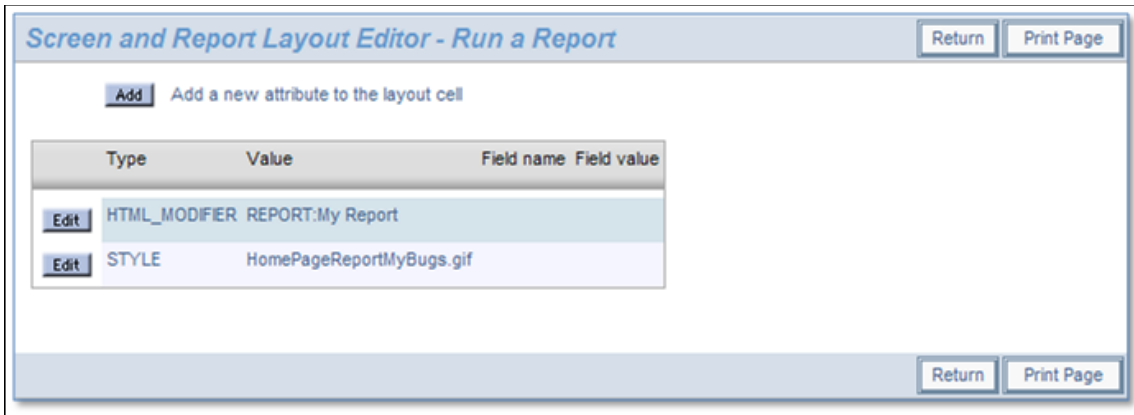 Screen and Report Layout Editor - Run a Report Return Print Page
Add Add a new attribute to the layout cell
Type Value Field name Field value
Edit HTML_MODIFIER REPORT:My Report
Edit STYLE HomePageReportMyBugs.gif
Return Print Page